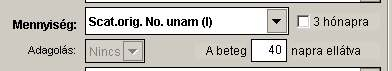 Mennyiség: Scat.orig. No. unam (I) 3 hónapra
Adagolás: Nincs A beteg 40 napra ellátva